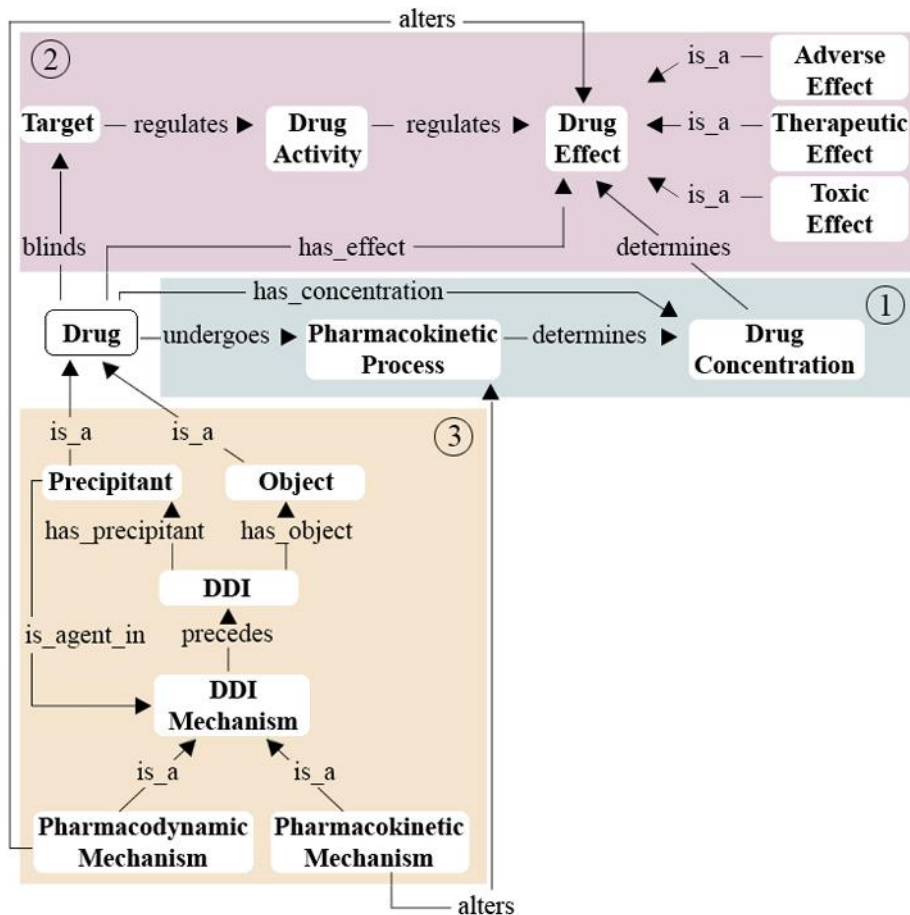 alters
②
is_a
Adverse
Effect
Target
regulates
Drug
Activity
regulates
Drug
Effect
is_a
Therapeutic
Effect
is_a
Toxic
Effect
blinds
has_effect
determines
has_concentration
①
Drug
undergoes
Pharmacokinetic
Process
determines
Drug
Concentration
③
is_a
is_a
Precipitant
Object
has_precipitant
has_object
DDI
is_agent_in
precedes
DDI
Mechanism
is_a
is_a
Pharmacodynamic
Mechanism
Pharmacokinetic
Mechanism
alters